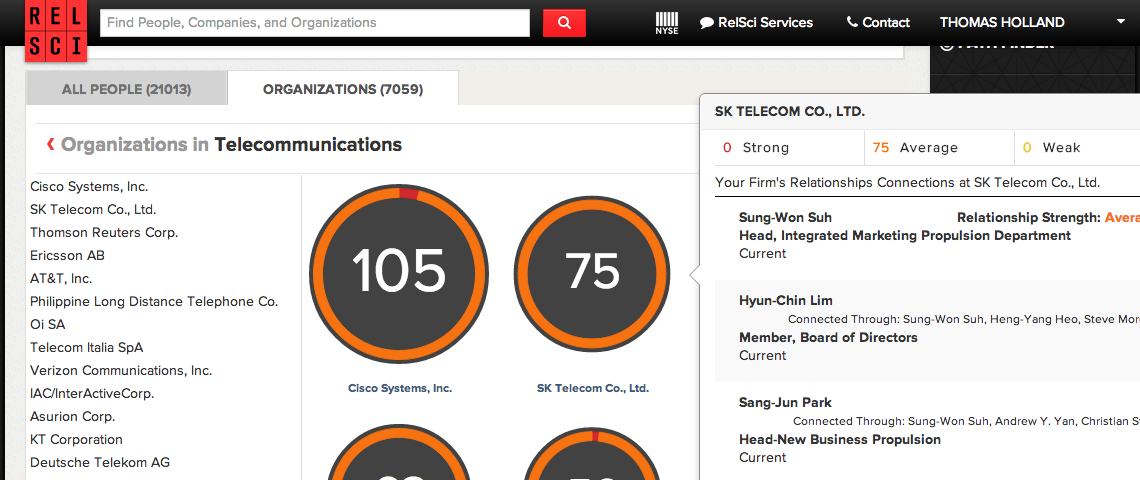 REL
SCI
Find People, Companies, and Organizations
NYSE
RelSci Services
Contact
THOMAS HOLLAND
ALL PEOPLE (21013)
ORGANIZATIONS (7059)
Organizations in Telecommunications
Cisco Systems, Inc.
SK Telecom Co., Ltd.
Thomson Reuters Corp.
Ericsson AB
AT&T, Inc.
Philippine Long Distance Telephone Co.
Oi SA
Telecom Italia SpA
Verizon Communications, Inc.
IAC/InterActiveCorp.
Asurion Corp.
KT Corporation
Deutsche Telekom AG
105
Cisco Systems, Inc.
75
SK Telecom Co., Ltd.
SK TELECOM CO., LTD.
0 Strong
75 Average
0 Weak
Your Firm's Relationships Connections at SK Telecom Co., Ltd.
Sung-Won Suh Relationship Strength: Avera
Head, Integrated Marketing Propulsion Department
Current
Hyun-Chin Lim
Connected Through: Sung-Won Suh, Heng-Yang Heo, Steve Mor
Member, Board of Directors
Current
Sang-Jun Park
Connected Through: Sung-Won Suh, Andrew Y. Yan, Christian S
Head-New Business Propulsion
Current